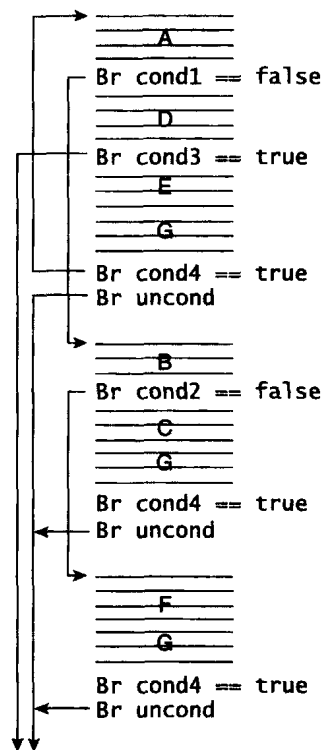 A
Br cond1 == false
D
Br cond3 == true
E
G
Br cond4 == true
Br uncond
B
Br cond2 == false
C
G
Br cond4 == true
Br uncond
F
G
Br cond4 == true
Br uncond